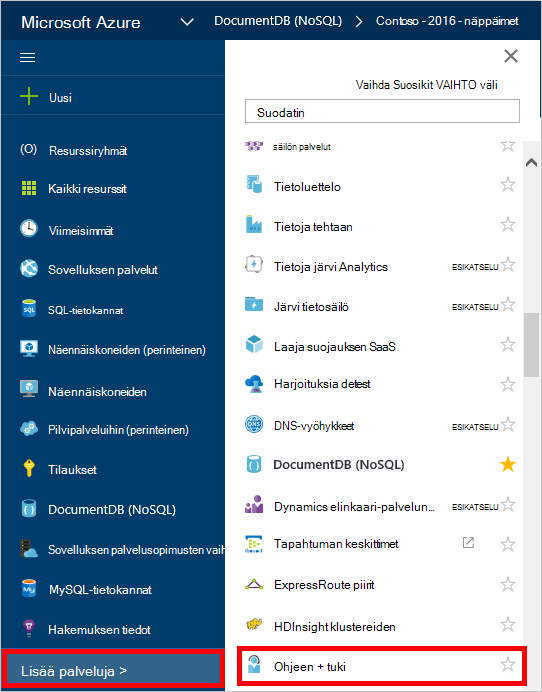 Microsoft Azure
DocumentDB (NoSQL)
Contoso - 2016 - näppäimet
Uusi
Resurssiryhmät
Kaikki resurssit
Viimeisimmät
Sovelluksen palvelut
SQL
SQL-tietokannat
Näennäiskoneiden (perinteinen)
Näennäiskoneiden
Pilvipalveluihin (perinteinen)
Tilaukset
DocumentDB (NoSQL)
Sovelluksen palvelusopimusten vaih
My
MySQL-tietokannat
Hakemuksen tiedot
Lisää palveluja >
Vaihda Suosikit VAIHTO väli
Suodatin
säilön palvelut
Tietoluettelo
Tietoja tehtaan
Tietoja järvi Analytics ESIKATSELU
Järvi tietosäilö ESIKATSELU
Laaja suojauksen SaaS
Harjoituksia detest
DNS
DNS-vyöhykkeet ESIKATSELU
DocumentDB (NoSQL)
Dynamics elinkaari-palvelun... ESIKATSELU
Tapahtuman keskittimet
ExpressRoute piirit
HDInsight klustereiden
Ohjeen + tuki